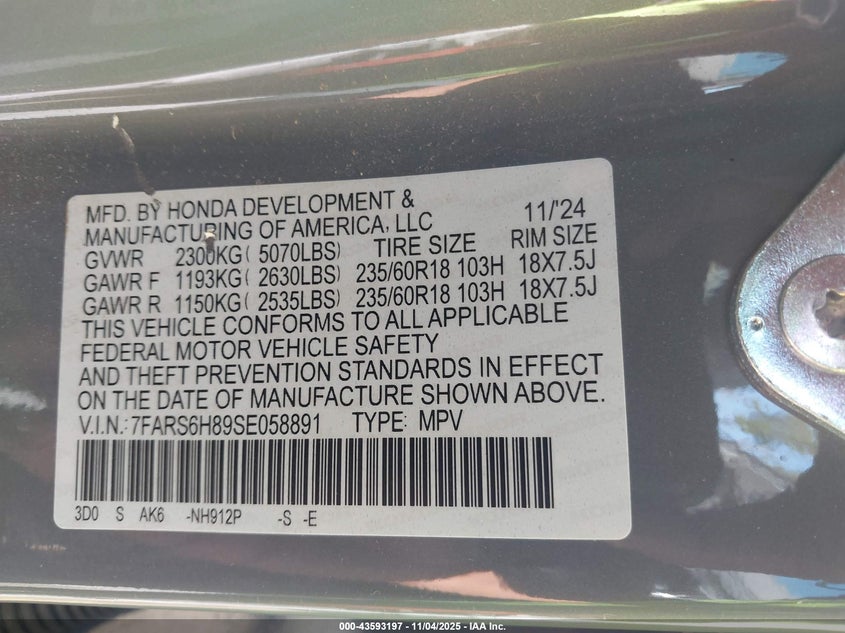 MFD. BY HONDA DEVELOPMENT &
MANUFACTURING OF AMERICA, LLC 11/'24
GVWR 2300KG( 5070LBS) TIRE SIZE RIM SIZE
GAWR F 1193KG( 2630LBS) 235/60R18 103H 18X7.5J
GAWR R 1150KG( 2535LBS) 235/60R18 103H 18X7.5J
THIS VEHICLE CONFORMS TO ALL APPLICABLE
FEDERAL MOTOR VEHICLE SAFETY
AND THEFT PREVENTION STANDARDS IN EFFECT
ON THE DATE OF MANUFACTURE SHOWN ABOVE.
V.I.N.:7FARS6H89SE058891 TYPE: MPV
3D0 S AK6 -NH912P -S -E
000-43593197 - 11/04/2025 - IAA Inc.